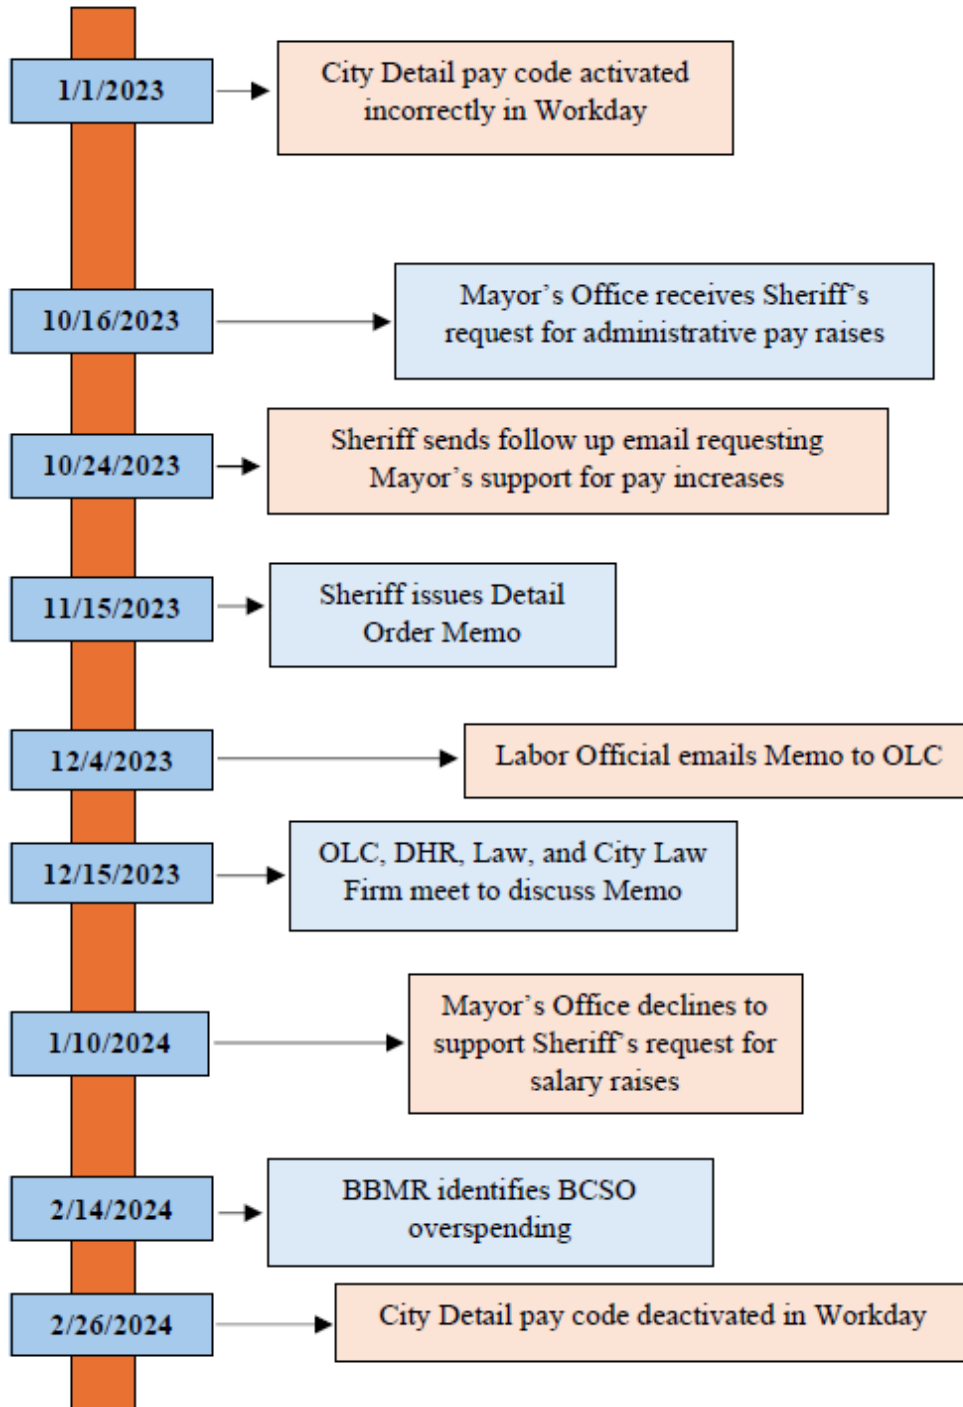 1/1/2023
City Detail pay code activated
incorrectly in Workday
10/16/2023
Mayor’s Office receives Sheriff’s
request for administrative pay raises
10/24/2023
Sheriff sends follow up email requesting
Mayor’s support for pay increases
11/15/2023
Sheriff issues Detail
Order Memo
12/4/2023
Labor Official emails Memo to OLC
12/15/2023
OLC, DHR, Law, and City Law
Firm meet to discuss Memo
1/10/2024
Mayor’s Office declines to
support Sheriff’s request for
salary raises
2/14/2024
BBMR identifies BCSO
overspending
2/26/2024
City Detail pay code deactivated in Workday